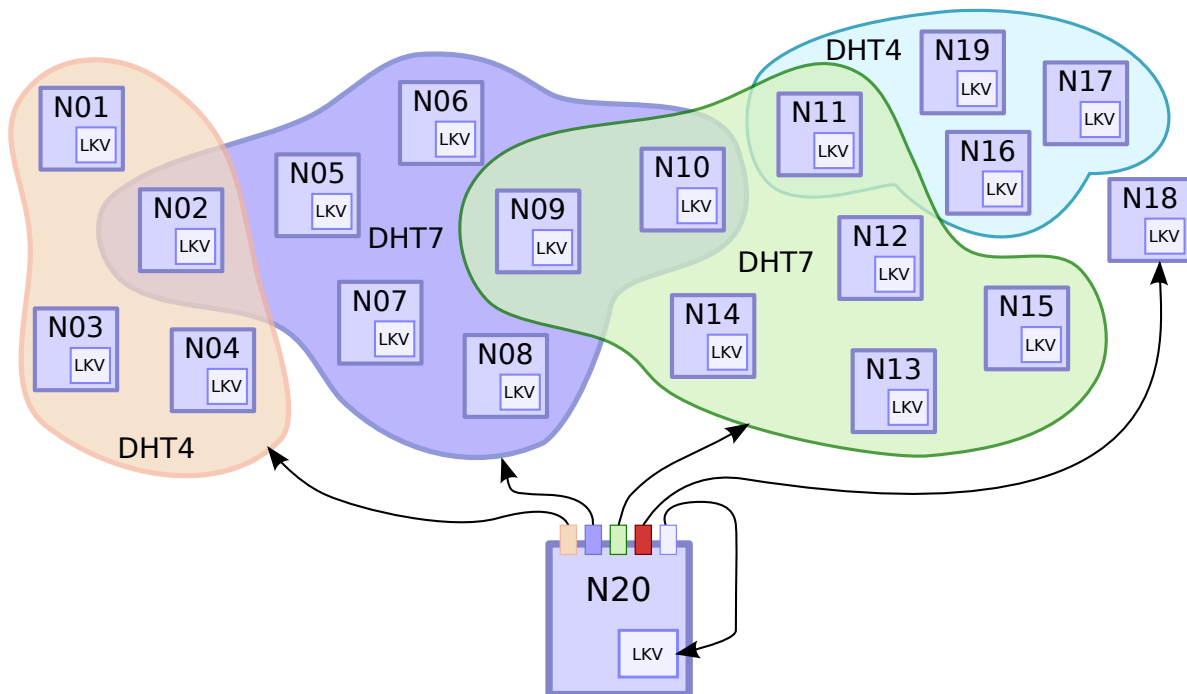 DHT4
N19
LKV
N17
LKV
N01
LKV
N06
LKV
N11
LKV
N16
LKV
N05
LKV
N10
LKV
N18
LKV
N02
LKV
N09
LKV
DHT7
N12
LKV
DHT7
N07
LKV
N14
LKV
N15
LKV
N03
LKV
N04
LKV
N08
LKV
N13
LKV
DHT4
N20
LKV